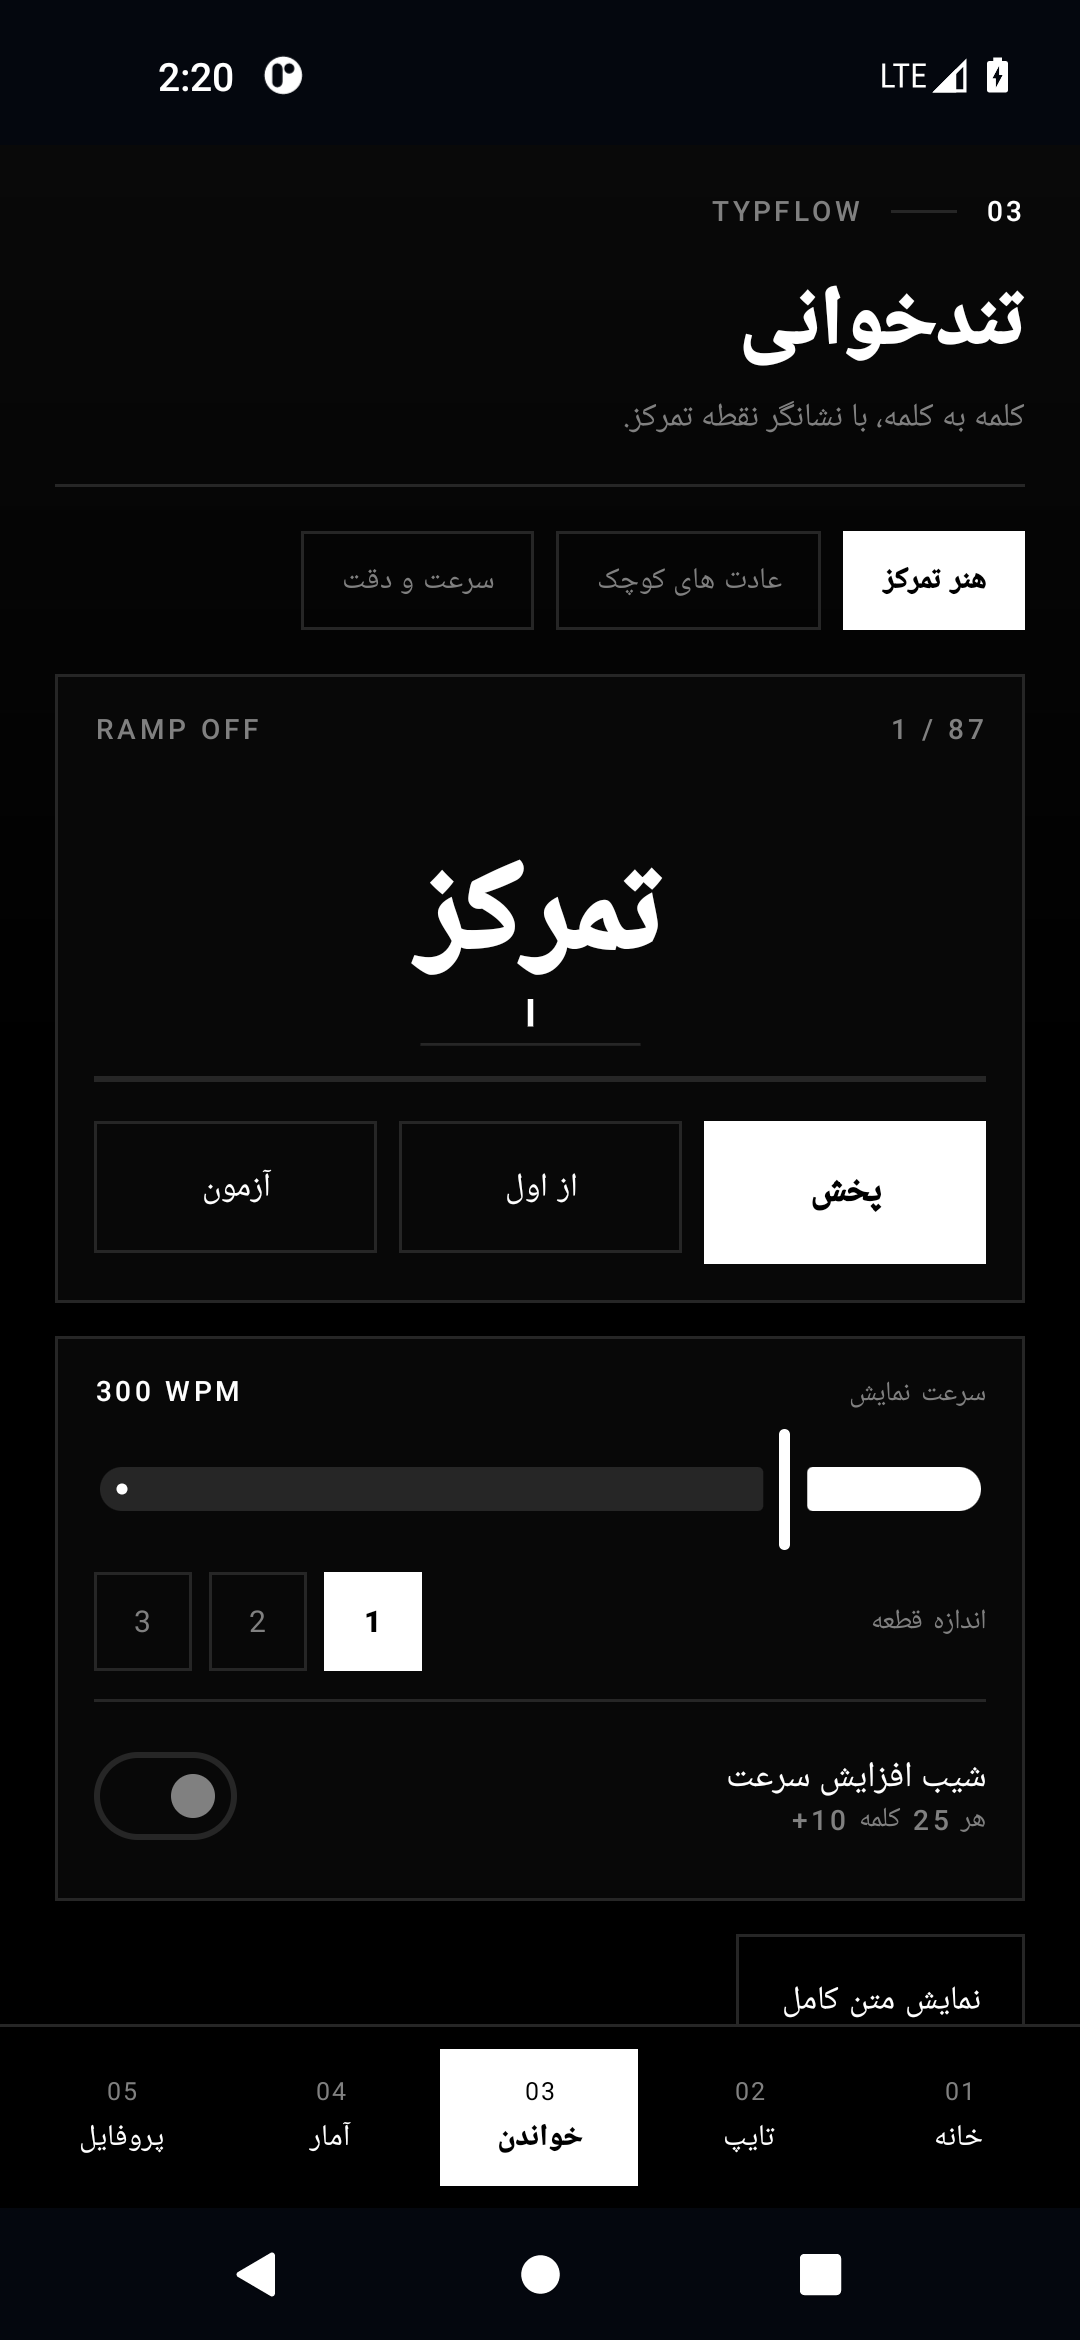 2:20 LTE
03 TYPFLOW
تندخوانی
کلمه به کلمه، با نشانگر نقطه تمرکز.
هنر تمرکز عادت های کوچک سرعت و دقت
1 / 87 RAMP OFF
تمرکز
پخش از اول آزمون
سرعت نمایش 300 WPM
اندازه قطعه 1 2 3
شیب افزایش سرعت
هر 25 کلمه 10+
نمایش متن کامل
01 02 03 04 05
خانه تایپ خواندن آمار پروفایل